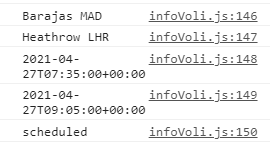 Barajas MAD infoVoli.js:146
Heathrow LHR infoVoli.js:147
2021-04- infoVoli.js:148
27T07:35:00+00:00
2021-04- infoVoli.js:149
27T09:05:00+00:00
scheduled infoVoli.js:150